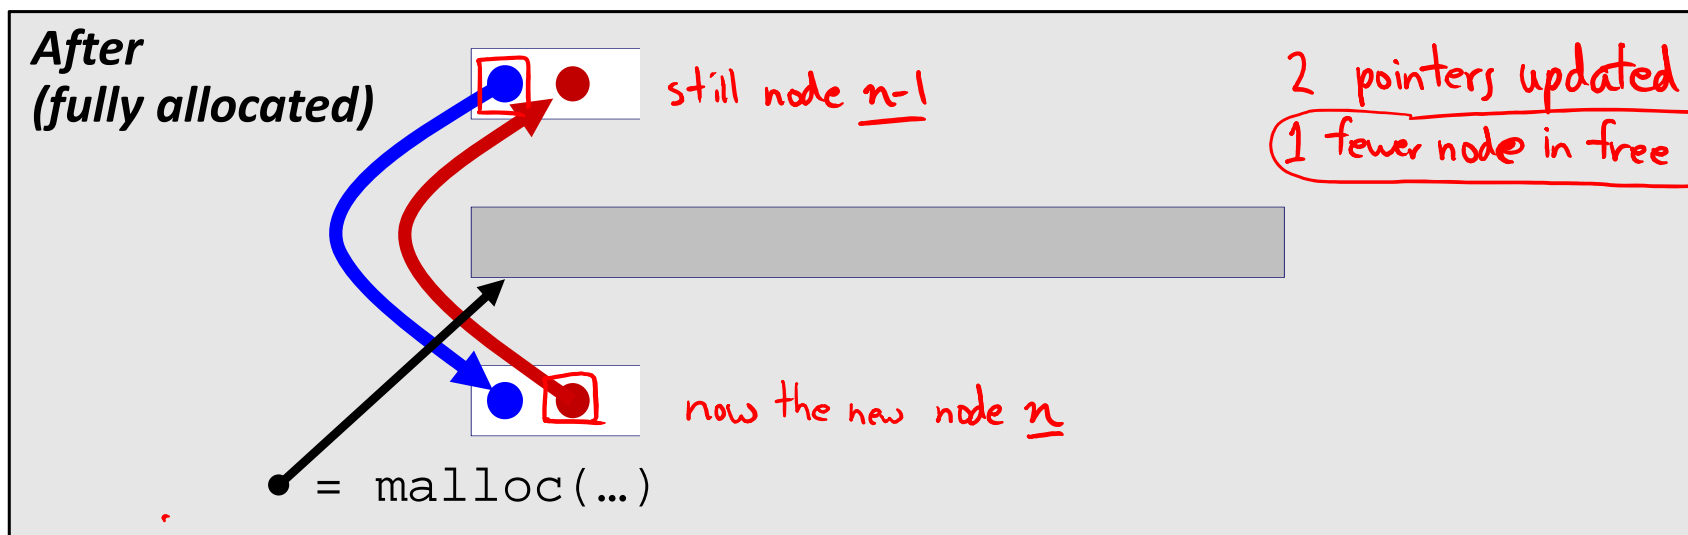 After
(fully allocated)
still node n-1
2 pointers updated
1 fewer node in free
now the new node n
= malloc(…)